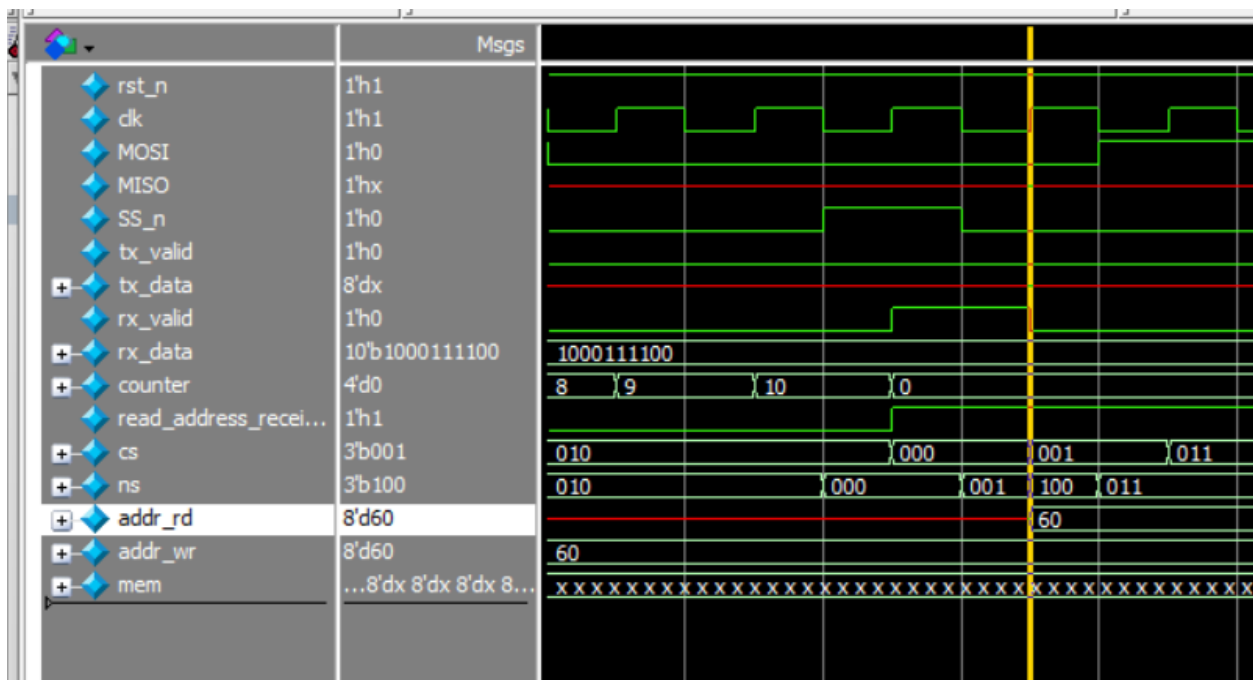 Msgs
rst_n 1'h1
clk 1'h1
MOSI 1'h0
MISO 1'hx
SS_n 1'h0
tx_valid 1'h0
tx_data 8'dx
rx_valid 1'h0
rx_data 10'b1000111100 1000111100
counter 4'd0 8 9 10 0
read_address_recei... 1'h1
cs 3'b001 010 000 001 011
ns 3'b100 010 000 001 100 011
addr_rd 8'd60 60
addr_wr 8'd60 60
mem ...8'dx 8'dx 8'dx 8... x x x x x x x x x x x x x x x x x x x x x x x x x x x x x x x x x x x x x x x